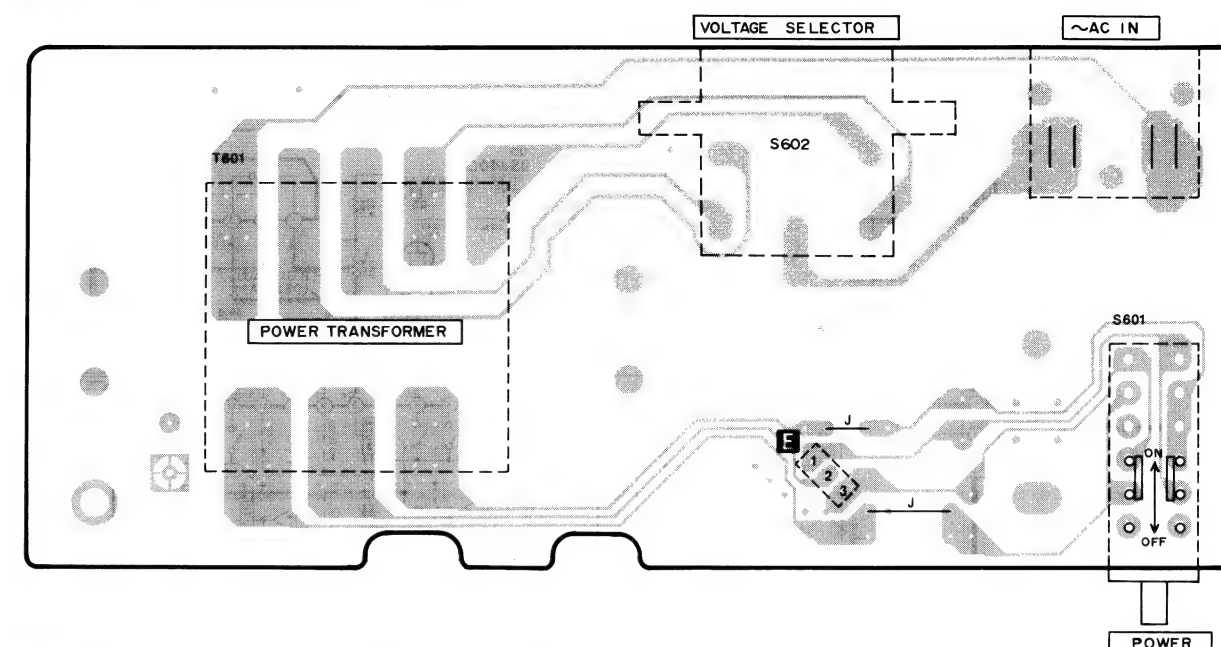 VOLTAGE SELECTOR
~AC IN
T601
S602
POWER TRANSFORMER
S601
J
E
1
2
3
ON
J
OFF
POWER